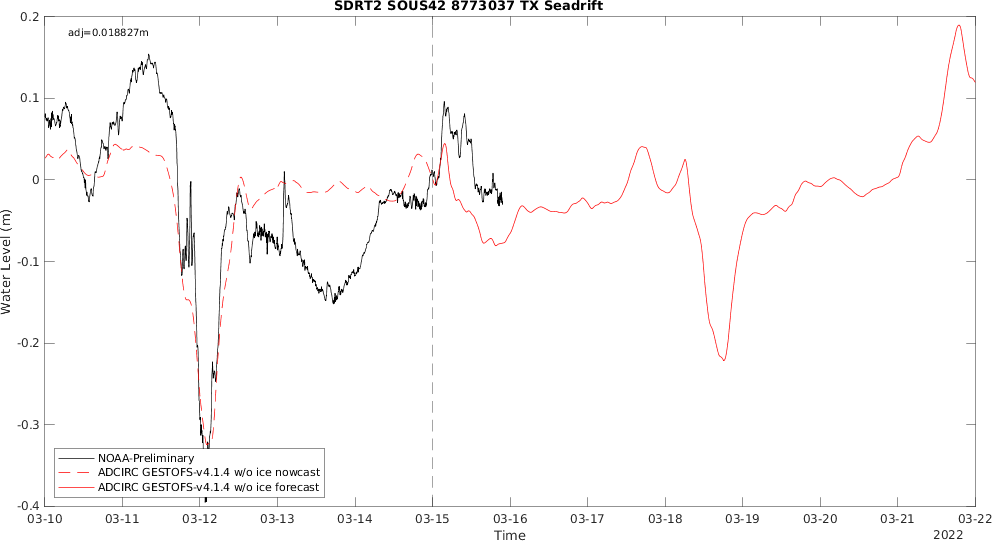 SDRT2 SOUS42 8773037 TX Seadrift
adj=0.018827m
0.2
0.1
0
-0.1
-0.2
-0.3
-0.4
Water Level (m)
NOAA-Preliminary
ADCIRC GESTOFS-v4.1.4 w/o ice nowcast
ADCIRC GESTOFS-v4.1.4 w/o ice forecast
03-10 03-11 03-12 03-13 03-14 03-15 03-16 03-17 03-18 03-19 03-20 03-21 03-22
Time
2022